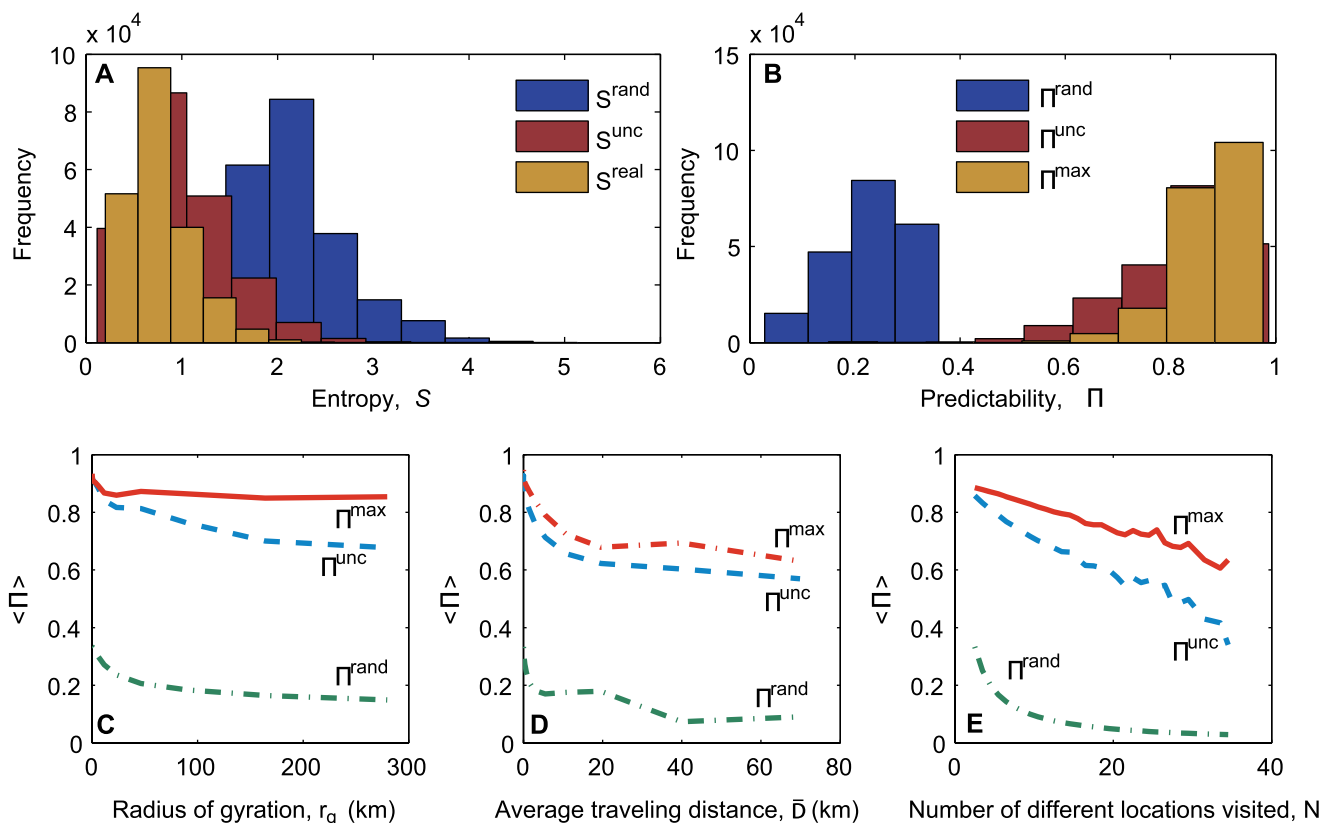 x 10⁴
10
8
6
4
2
0
Frequency
A
S^rand
S^unc
S^real
0 1 2 3 4 5 6
Entropy, S
x 10⁴
15
10
5
0
Frequency
B
Π^rand
Π^unc
Π^max
0 0.2 0.4 0.6 0.8 1
Predictability, Π
1
0.8
0.6
0.4
0.2
0
<Π>
Π^max
Π^unc
Π^rand
C
0 100 200 300
Radius of gyration, r_g (km)
1
0.8
0.6
0.4
0.2
0
<Π>
Π^max
Π^unc
Π^rand
D
0 20 40 60 80
Average traveling distance, D̄ (km)
1
0.8
0.6
0.4
0.2
0
<Π>
Π^max
Π^unc
Π^rand
E
0 20 40
Number of different locations visited, N